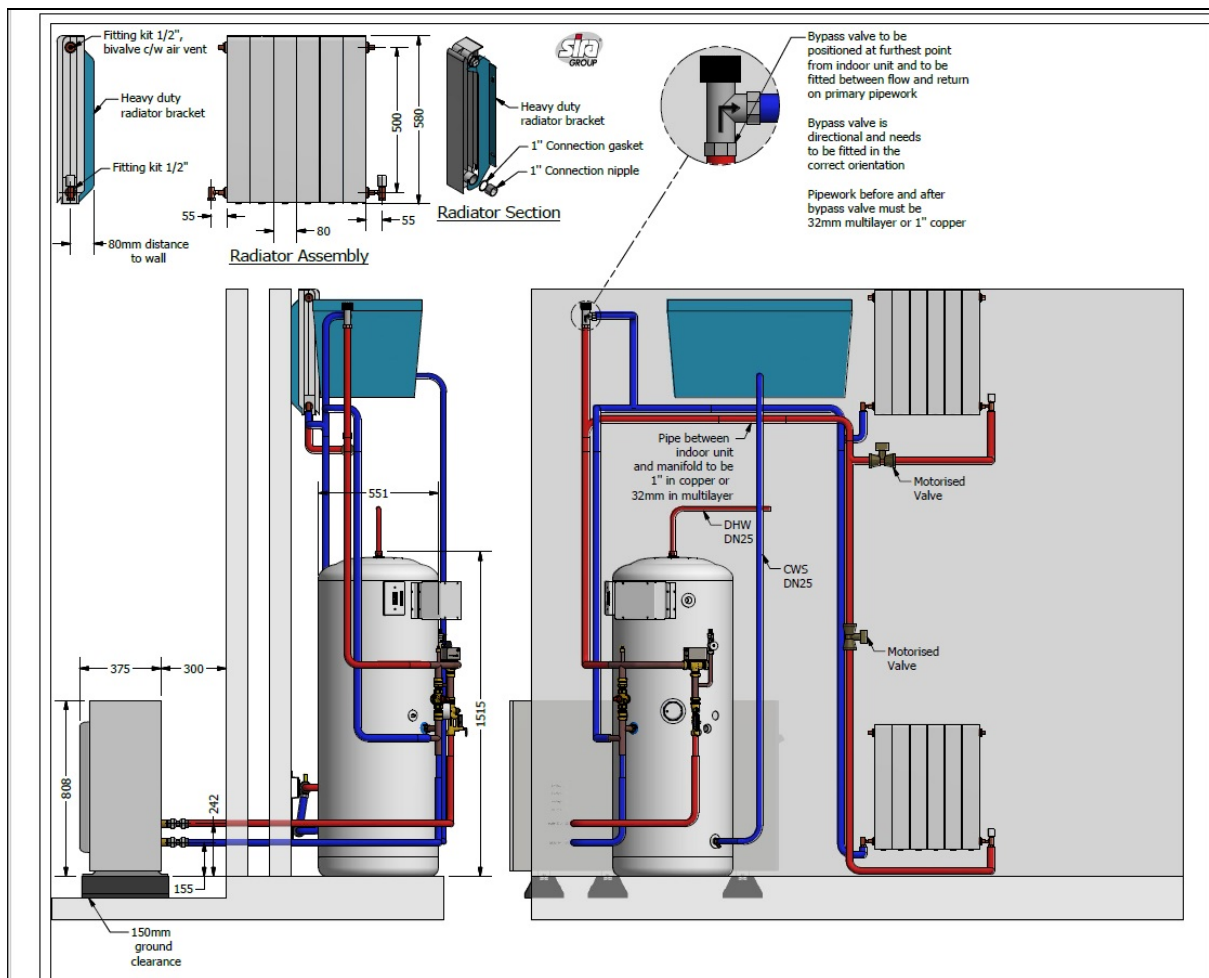 Fitting kit 1/2",
bivalve c/w air vent
Heavy duty
radiator bracket
Fitting kit 1/2"
55
80mm distance
to wall
80
55
500
580
Radiator Assembly
sira
GROUP
Heavy duty
radiator bracket
1" Connection gasket
1" Connection nipple
Radiator Section
Bypass valve to be
positioned at furthest point
from indoor unit and to be
fitted between flow and return
on primary pipework
Bypass valve is
directional and needs
to be fitted in the
correct orientation
Pipework before and after
bypass valve must be
32mm multilayer or 1" copper
551
375
300
808
242
155
1515
150mm
ground
clearance
Pipe between
indoor unit
and manifold to be
1" in copper or
32mm in multilayer
DHW
DN25
CWS
DN25
Motorised
Valve
Motorised
Valve